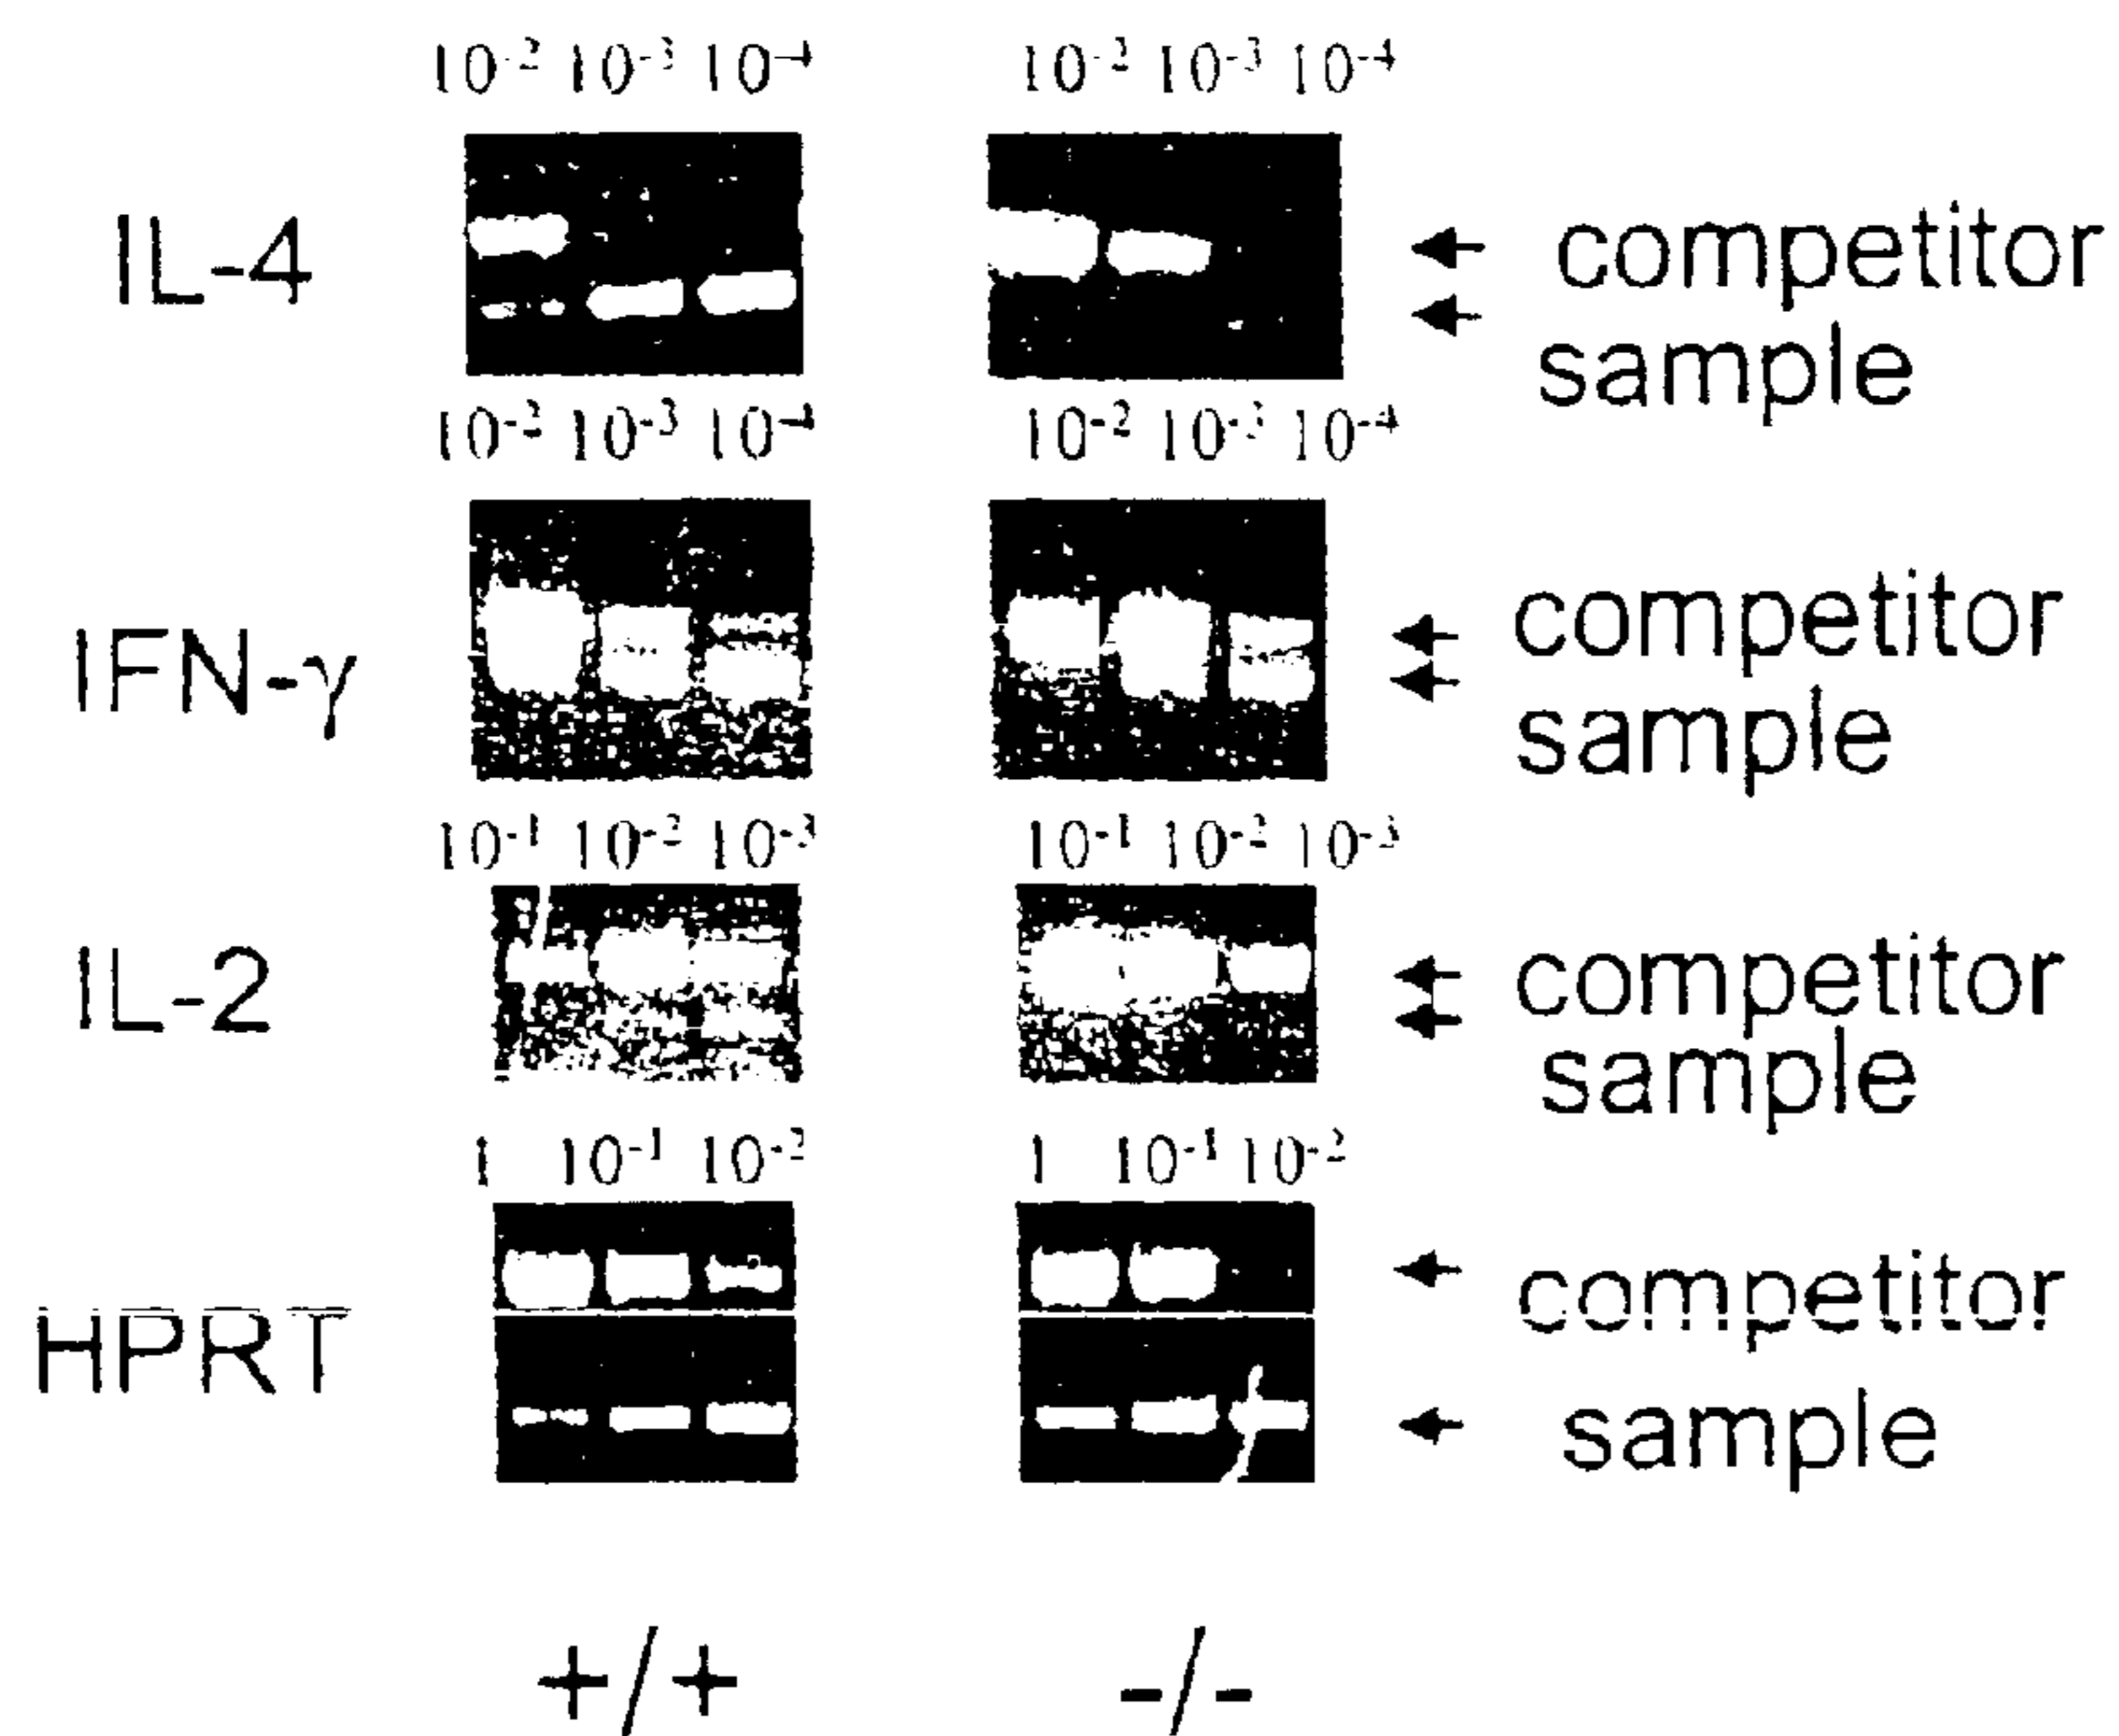 10⁻² 10⁻³ 10⁻⁴ 10⁻² 10⁻³ 10⁻⁴
IL-4 competitor
sample
10⁻² 10⁻³ 10⁻⁴ 10⁻² 10⁻³ 10⁻⁴
IFN-γ competitor
sample
10⁻¹ 10⁻² 10⁻³ 10⁻¹ 10⁻² 10⁻³
IL-2 competitor
sample
1 10⁻¹ 10⁻² 1 10⁻¹ 10⁻²
HPRT competitor
sample
+/+ -/-